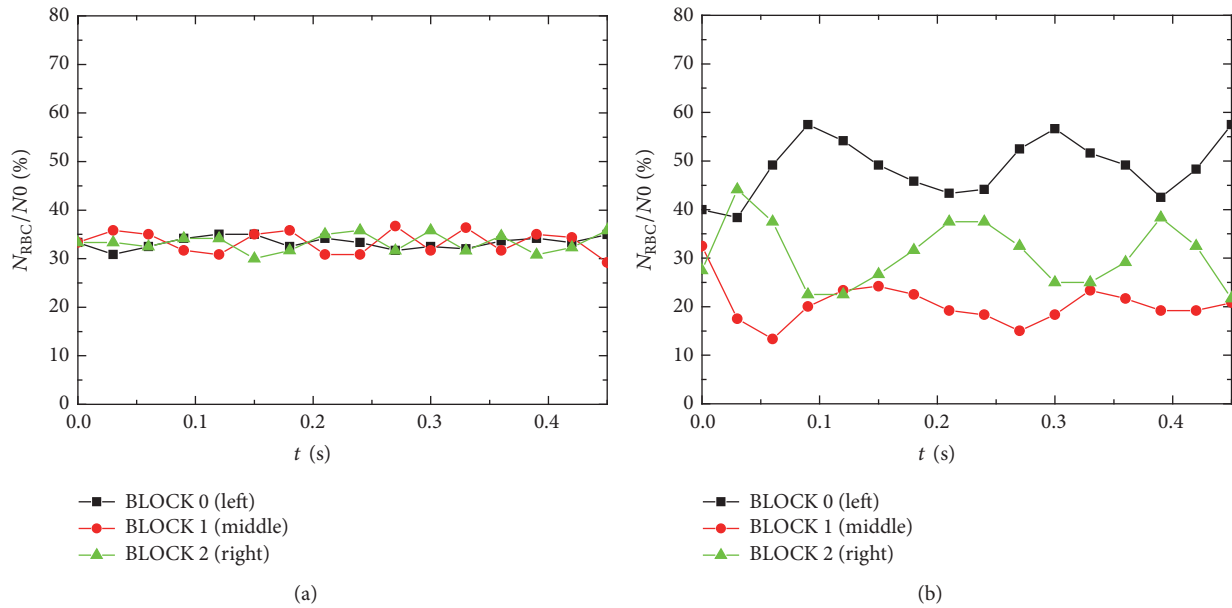 80
70
60
50
40
30
20
10
0
N_RBC/N0 (%)
0.0 0.1 0.2 0.3 0.4
t (s)
BLOCK 0 (left)
BLOCK 1 (middle)
BLOCK 2 (right)
(a)
80
70
60
50
40
30
20
10
0
N_RBC/N0 (%)
0.0 0.1 0.2 0.3 0.4
t (s)
BLOCK 0 (left)
BLOCK 1 (middle)
BLOCK 2 (right)
(b)